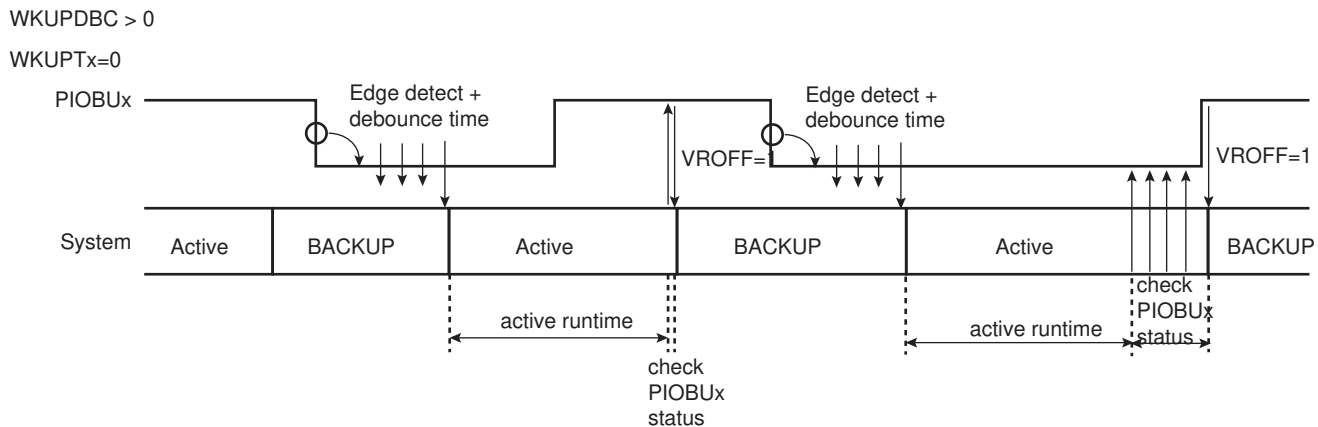 WKUPDBC > 0
WKUPTx=0
PIOBUx
Edge detect +
debounce time
VROFF=1
Edge detect +
debounce time
VROFF=1
System
Active
BACKUP
Active
BACKUP
Active
BACKUP
active runtime
check
PIOBUx
status
active runtime
check
PIOBUx
status